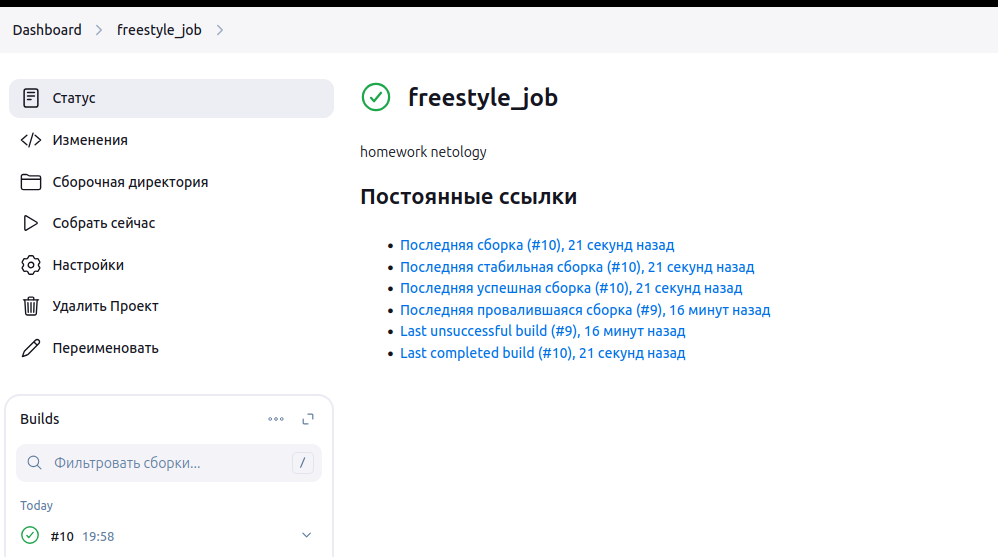 Dashboard
freestyle_job
Статус
Изменения
Сборочная директория
Собрать сейчас
Настройки
Удалить Проект
Переименовать
Builds
Фильтровать сборки...
/
Today
#10 19:58
freestyle_job
homework netology
Постоянные ссылки
Последняя сборка (#10), 21 секунд назад
Последняя стабильная сборка (#10), 21 секунд назад
Последняя успешная сборка (#10), 21 секунд назад
Последняя провалившаяся сборка (#9), 16 минут назад
Last unsuccessful build (#9), 16 минут назад
Last completed build (#10), 21 секунд назад